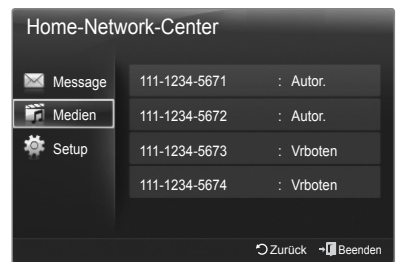 Home-Network-Center
Message
111-1234-5671 : Autor.
Medien
111-1234-5672 : Autor.
Setup
111-1234-5673 : Vrboten
111-1234-5674 : Vrboten
Zurück Beenden